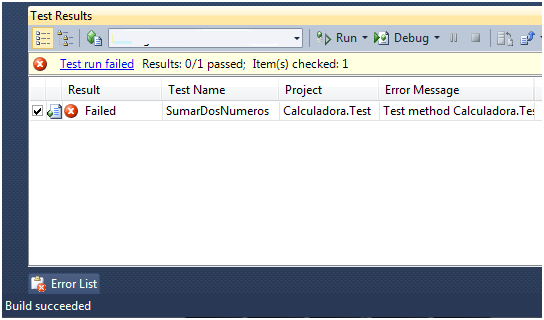 Test Results
Run Debug
Test run failed Results: 0/1 passed; Item(s) checked: 1
Result Test Name Project Error Message
Failed SumarDosNumeros Calculadora.Test Test method Calculadora.Tes
Error List
Build succeeded